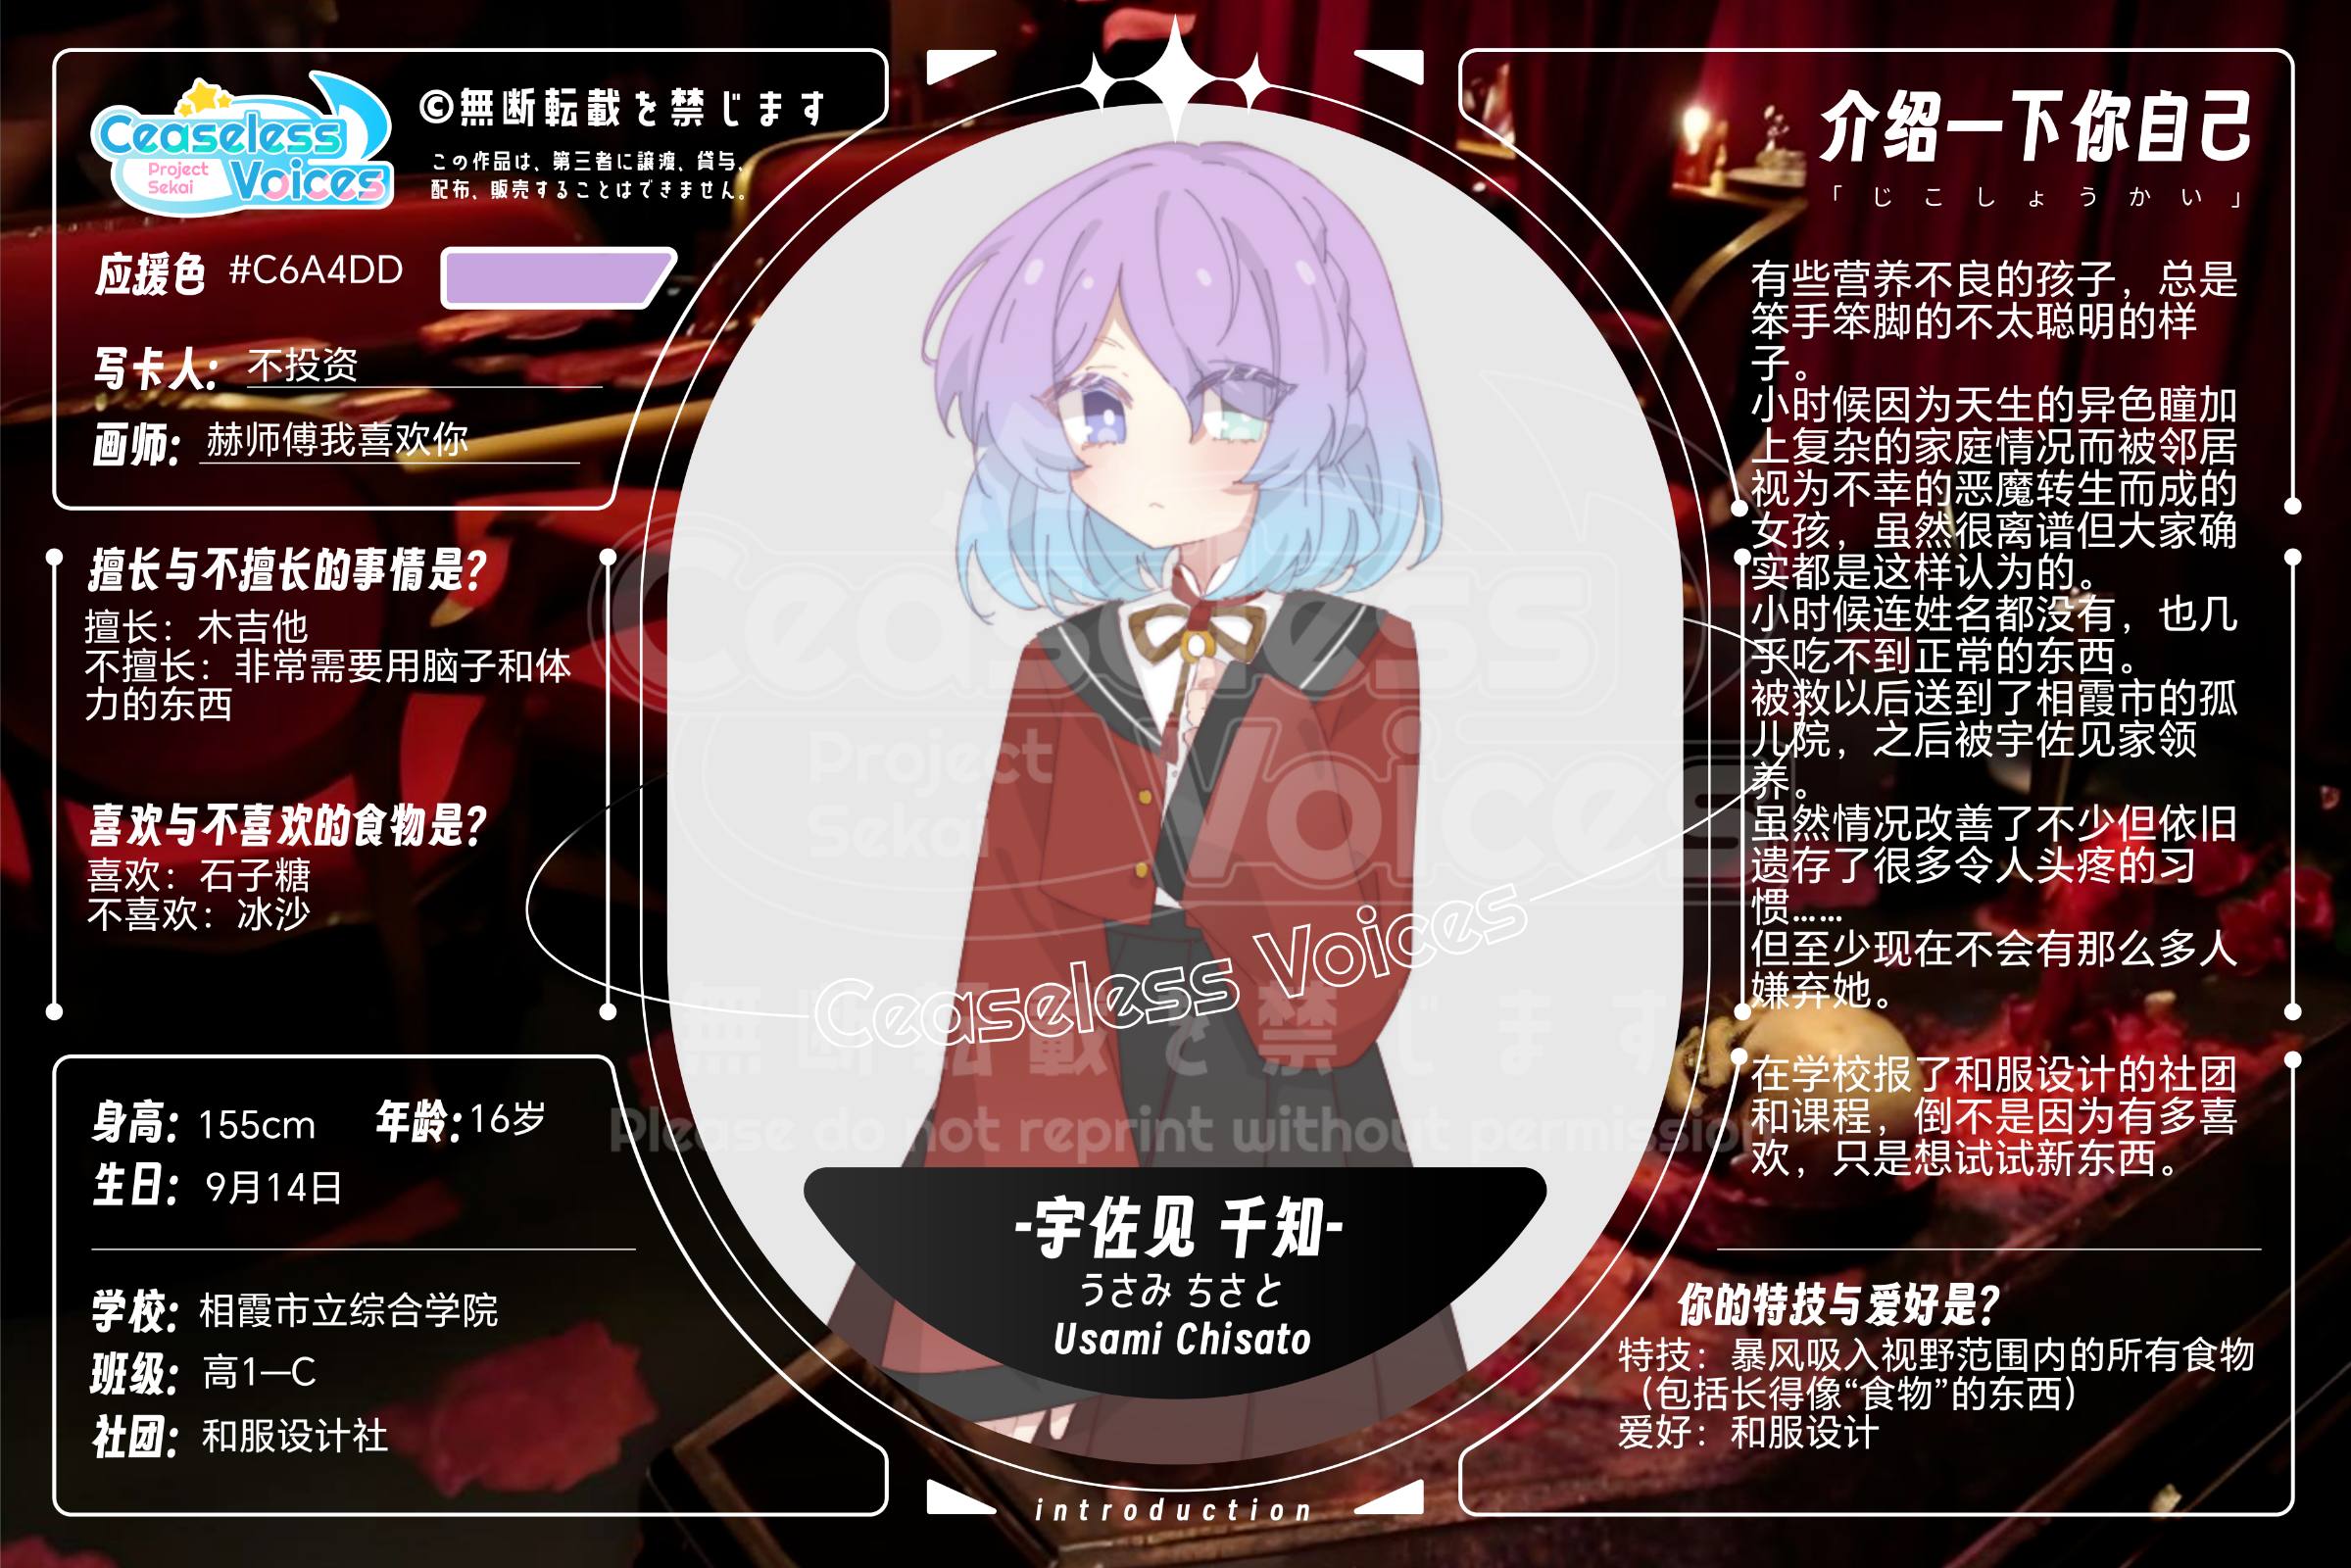 Ceaseless
Voices
Project
Sekai
©無断転載を禁じます
この作品は、第三者に譲渡、貸与、
配布、販売することはできません。
应援色 #C6A4DD
写卡人：不投资
画师：赫师傅我喜欢你
擅长与不擅长的事情是？
擅长：木吉他
不擅长：非常需要用脑子和体
力的东西
喜欢与不喜欢的食物是？
喜欢：石子糖
不喜欢：冰沙
身高：155cm 年龄：16岁
生日：9月14日
学校：相霞市立综合学院
班级：高1—C
社团：和服设计社
Ceaseless
Voices
Project
Sekai
Ceaseless Voices
無断転載を禁じます
Please do not reprint without permission
-宇佐见 千知-
うさみ ちさと
Usami Chisato
introduction
介绍一下你自己
「じこしょうかい」
有些营养不良的孩子，总是
笨手笨脚的不太聪明的样
子。
小时候因为天生的异色瞳加
上复杂的家庭情况而被邻居
视为不幸的恶魔转生而成的
女孩，虽然很离谱但大家确
实都是这样认为的。
小时候连姓名都没有，也几
乎吃不到正常的东西。
被救以后送到了相霞市的孤
儿院，之后被宇佐见家领
养。
虽然情况改善了不少但依旧
遗存了很多令人头疼的习
惯……
但至少现在不会有那么多人
嫌弃她。
在学校报了和服设计的社团
和课程，倒不是因为有多喜
欢，只是想试试新东西。
你的特技与爱好是？
特技：暴风吸入视野范围内的所有食物
（包括长得像“食物”的东西）
爱好：和服设计